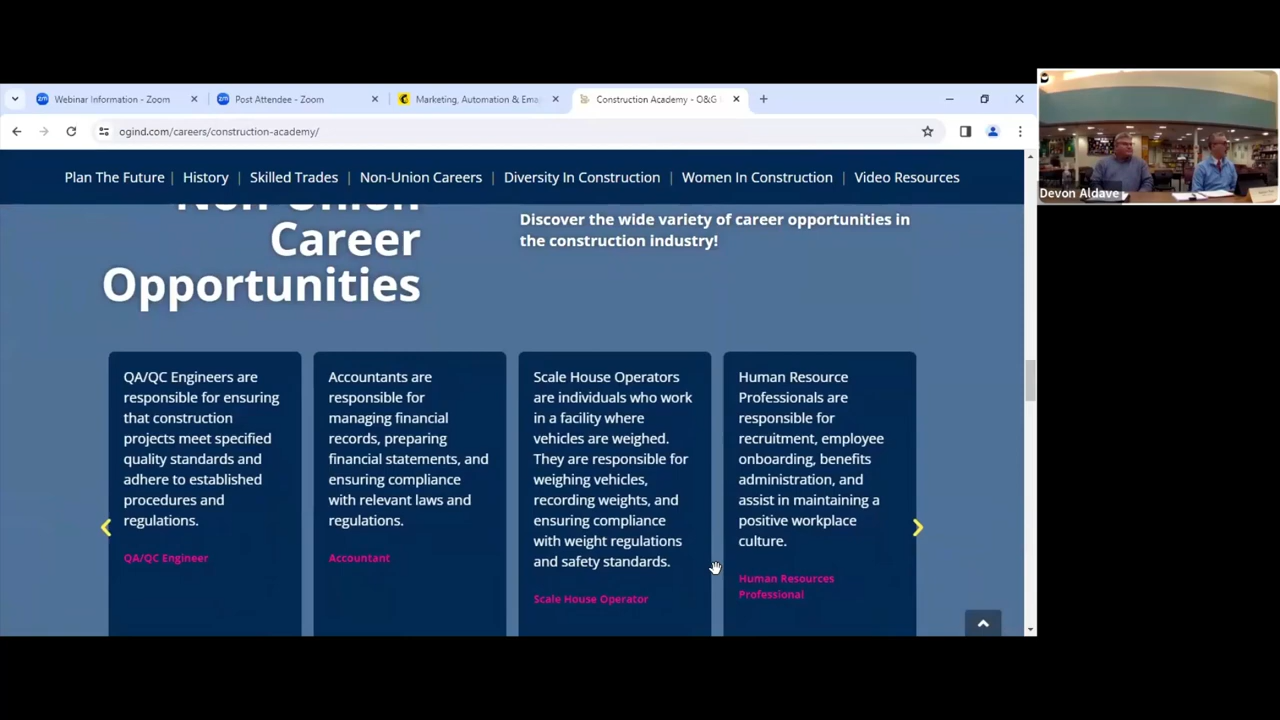 Webinar Information - Zoom
Post Attendee - Zoom
Marketing, Automation & Ema
Construction Academy - O&G
ogind.com/careers/construction-academy/
Plan The Future | History | Skilled Trades | Non-Union Careers | Diversity In Construction | Women In Construction | Video Resources
Non-Union
Career
Opportunities
Discover the wide variety of career opportunities in
the construction industry!
QA/QC Engineers are
responsible for ensuring
that construction
projects meet specified
quality standards and
adhere to established
procedures and
regulations.
QA/QC Engineer
Accountants are
responsible for
managing financial
records, preparing
financial statements, and
ensuring compliance
with relevant laws and
regulations.
Accountant
Scale House Operators
are individuals who work
in a facility where
vehicles are weighed.
They are responsible for
weighing vehicles,
recording weights, and
ensuring compliance
with weight regulations
and safety standards.
Scale House Operator
Human Resource
Professionals are
responsible for
recruitment, employee
onboarding, benefits
administration, and
assist in maintaining a
positive workplace
culture.
Human Resources
Professional
Devon Aldave